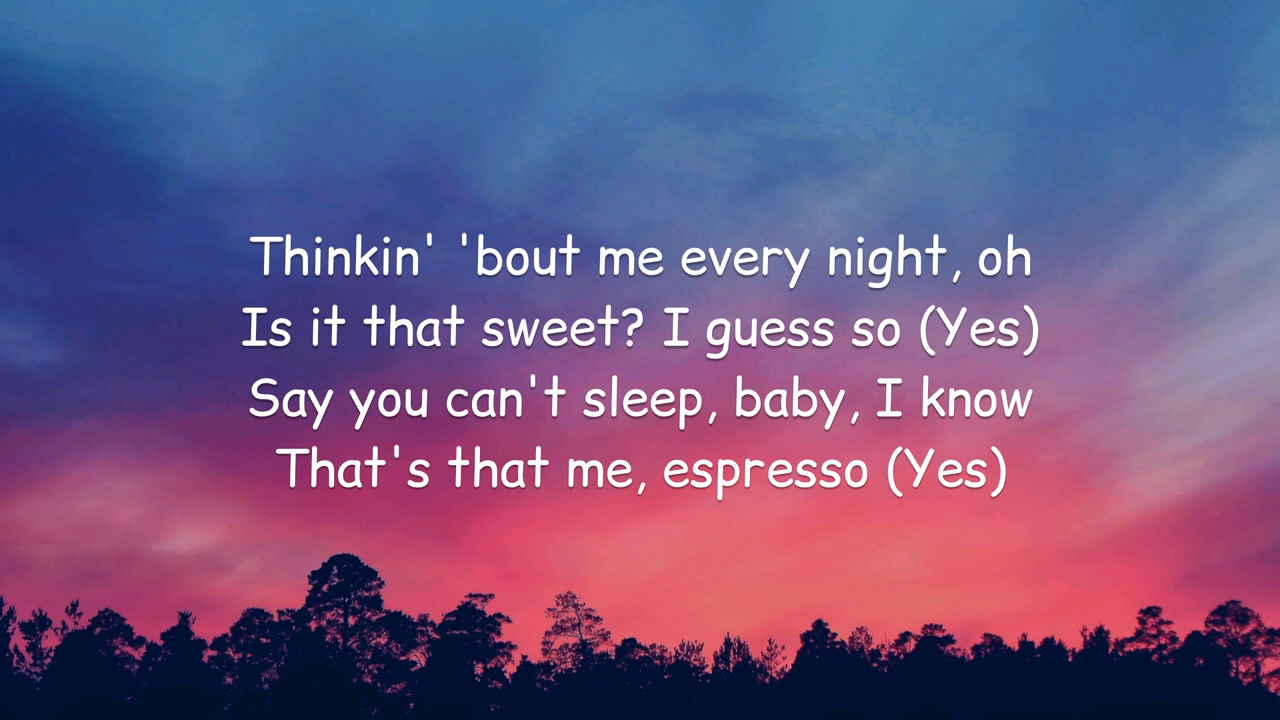 Thinkin' 'bout me every night, oh
Is it that sweet? I guess so (Yes)
Say you can't sleep, baby, I know
That's that me, espresso (Yes)